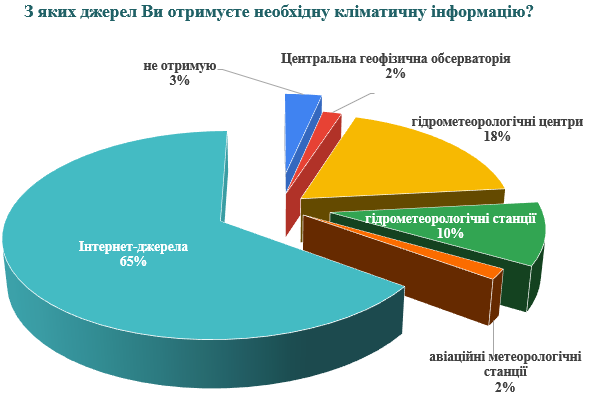 З яких джерел Ви отримуєте необхідну кліматичну інформацію?
не отримую
3%
Центральна геофізична обсерваторія
2%
гідрометеорологічні центри
18%
гідрометеорологічні станції
10%
Інтернет-джерела
65%
авіаційні метеорологічні
станції
2%